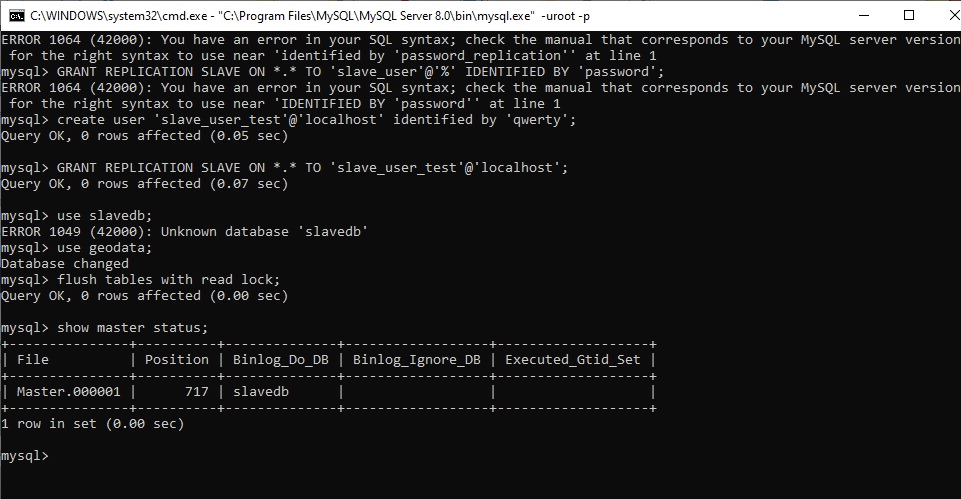 C:\WINDOWS\system32\cmd.exe - "C:\Program Files\MySQL\MySQL Server 8.0\bin\mysql.exe" -uroot -p
ERROR 1064 (42000): You have an error in your SQL syntax; check the manual that corresponds to your MySQL server version
 for the right syntax to use near 'identified by 'password_replication'' at line 1
mysql> GRANT REPLICATION SLAVE ON *.* TO 'slave_user'@'%' IDENTIFIED BY 'password';
ERROR 1064 (42000): You have an error in your SQL syntax; check the manual that corresponds to your MySQL server version
 for the right syntax to use near 'IDENTIFIED BY 'password'' at line 1
mysql> create user 'slave_user_test'@'localhost' identified by 'qwerty';
Query OK, 0 rows affected (0.05 sec)

mysql> GRANT REPLICATION SLAVE ON *.* TO 'slave_user_test'@'localhost';
Query OK, 0 rows affected (0.07 sec)

mysql> use slavedb;
ERROR 1049 (42000): Unknown database 'slavedb'
mysql> use geodata;
Database changed
mysql> flush tables with read lock;
Query OK, 0 rows affected (0.00 sec)

mysql> show master status;
+---------------+----------+--------------+------------------+-------------------+
| File          | Position | Binlog_Do_DB | Binlog_Ignore_DB | Executed_Gtid_Set |
+---------------+----------+--------------+------------------+-------------------+
| Master.000001 |      717 | slavedb      |                  |                   |
+---------------+----------+--------------+------------------+-------------------+
1 row in set (0.00 sec)

mysql>